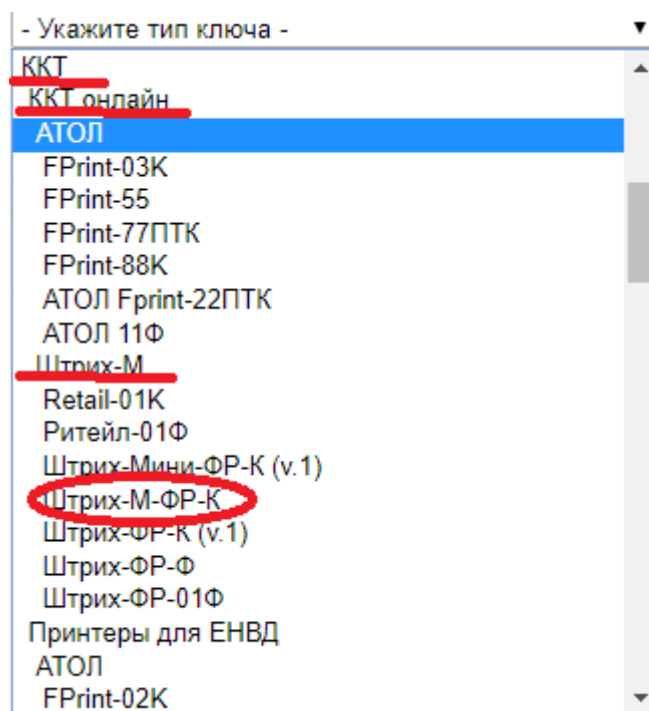 - Укажите тип ключа -
ККТ
ККТ онлайн
АТОЛ
FPrint-03K
FPrint-55
FPrint-77ПТК
FPrint-88K
АТОЛ Fprint-22ПТК
АТОЛ 11Ф
Штрих-М
Retail-01K
Ритейл-01Ф
Штрих-Мини-ФР-К (v.1)
Штрих-М-ФР-К
Штрих-ФР-К (v.1)
Штрих-ФР-Ф
Штрих-ФР-01Ф
Принтеры для ЕНВД
АТОЛ
FPrint-02K